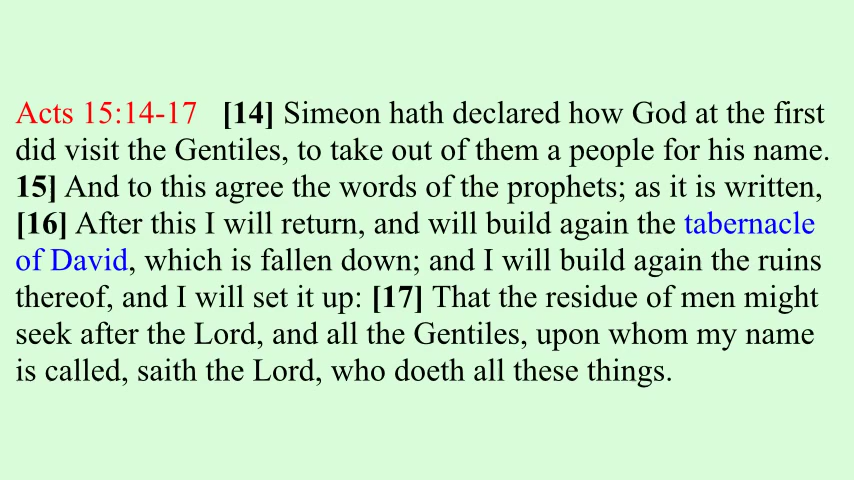 Acts 15:14-17 [14] Simeon hath declared how God at the first
did visit the Gentiles, to take out of them a people for his name.
15] And to this agree the words of the prophets; as it is written,
[16] After this I will return, and will build again the tabernacle
of David, which is fallen down; and I will build again the ruins
thereof, and I will set it up: [17] That the residue of men might
seek after the Lord, and all the Gentiles, upon whom my name
is called, saith the Lord, who doeth all these things.